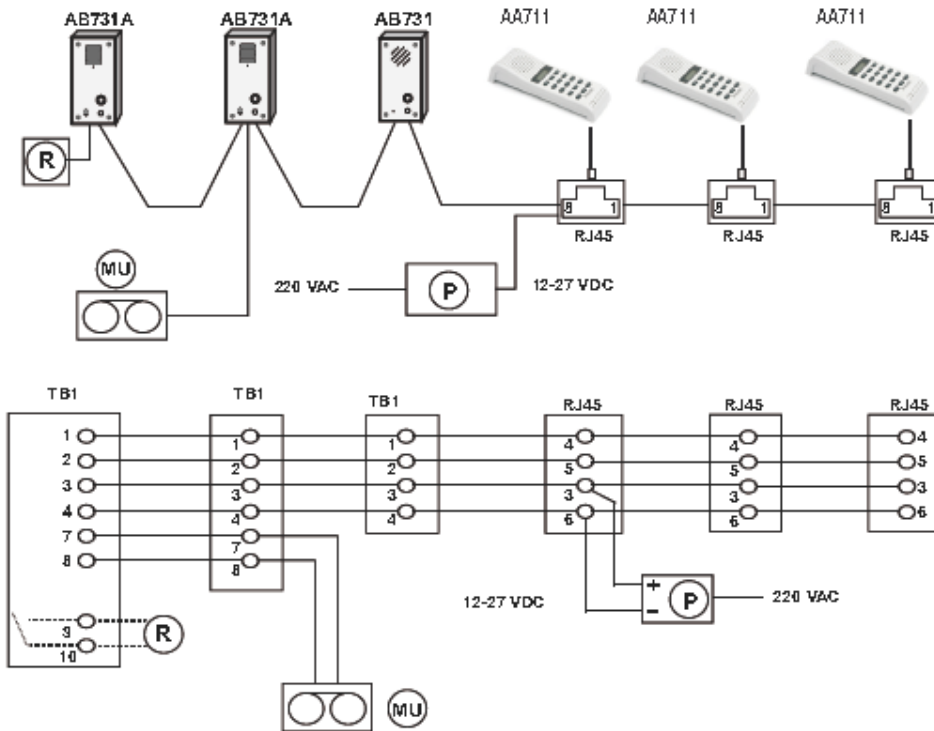 AB731A AB731A AB731 AA711 AA711 AA711
R
8 1 8 1 8 1
RJ45 RJ45 RJ45
MU
220 VAC P 12-27 VDC
TB1 TB1 TB1 RJ45 RJ45 RJ45
1 1 1 4 4 4
2 2 2 5 5 5
3 3 3 3 3 3
4 4 4 6 6 6
7 7
8 8
12-27 VDC + - P 220 VAC
9 R
10
MU